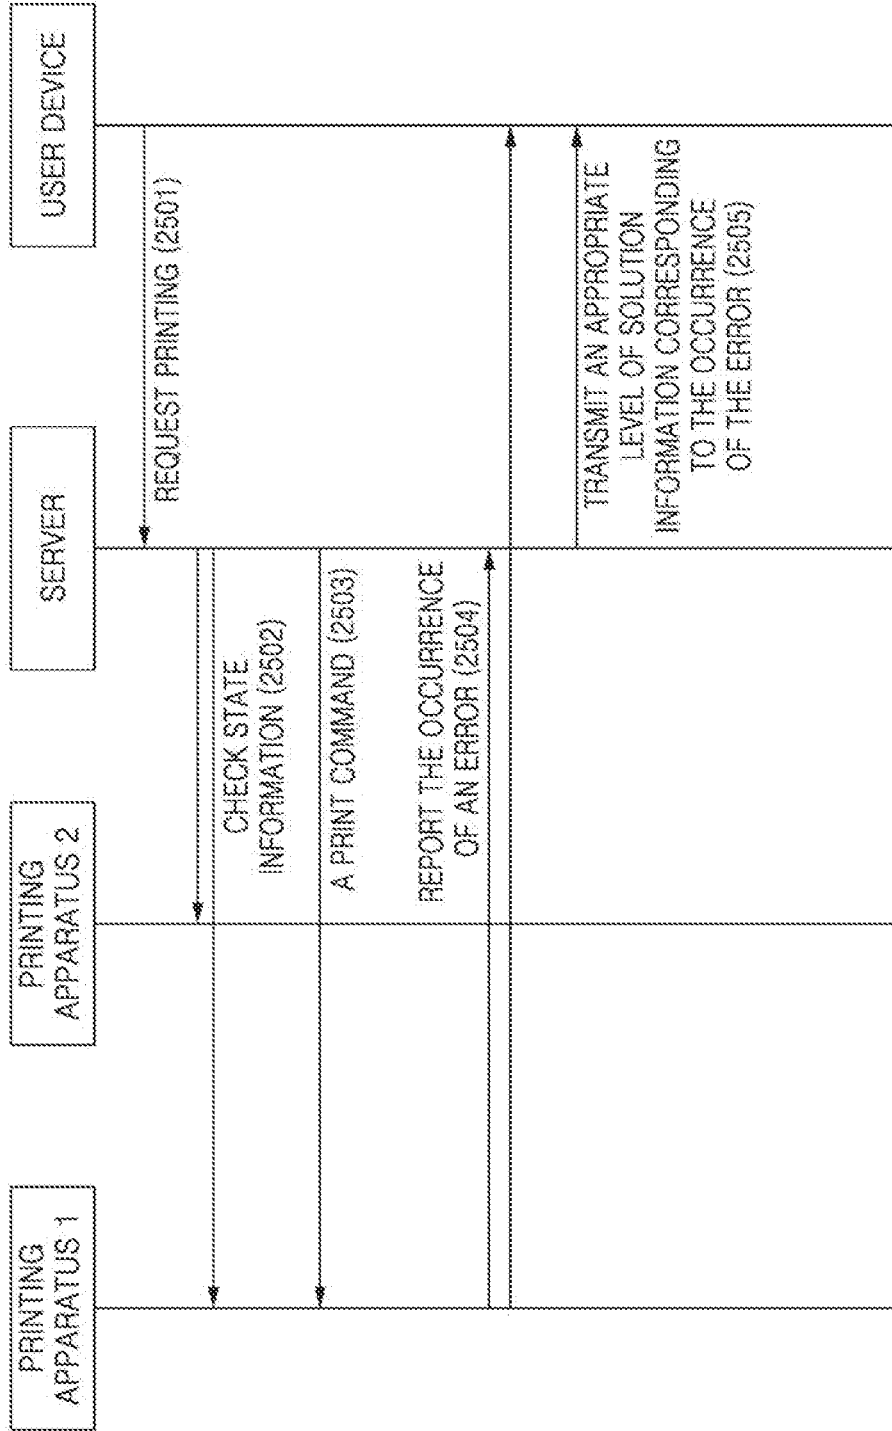 PRINTING
APPARATUS 1
PRINTING
APPARATUS 2
SERVER
USER DEVICE
REQUEST PRINTING (2501)
CHECK STATE
INFORMATION (2502)
A PRINT COMMAND (2503)
REPORT THE OCCURRENCE
OF AN ERROR (2504)
TRANSMIT AN APPROPRIATE
LEVEL OF SOLUTION
INFORMATION CORRESPONDING
TO THE OCCURRENCE
OF THE ERROR (2505)